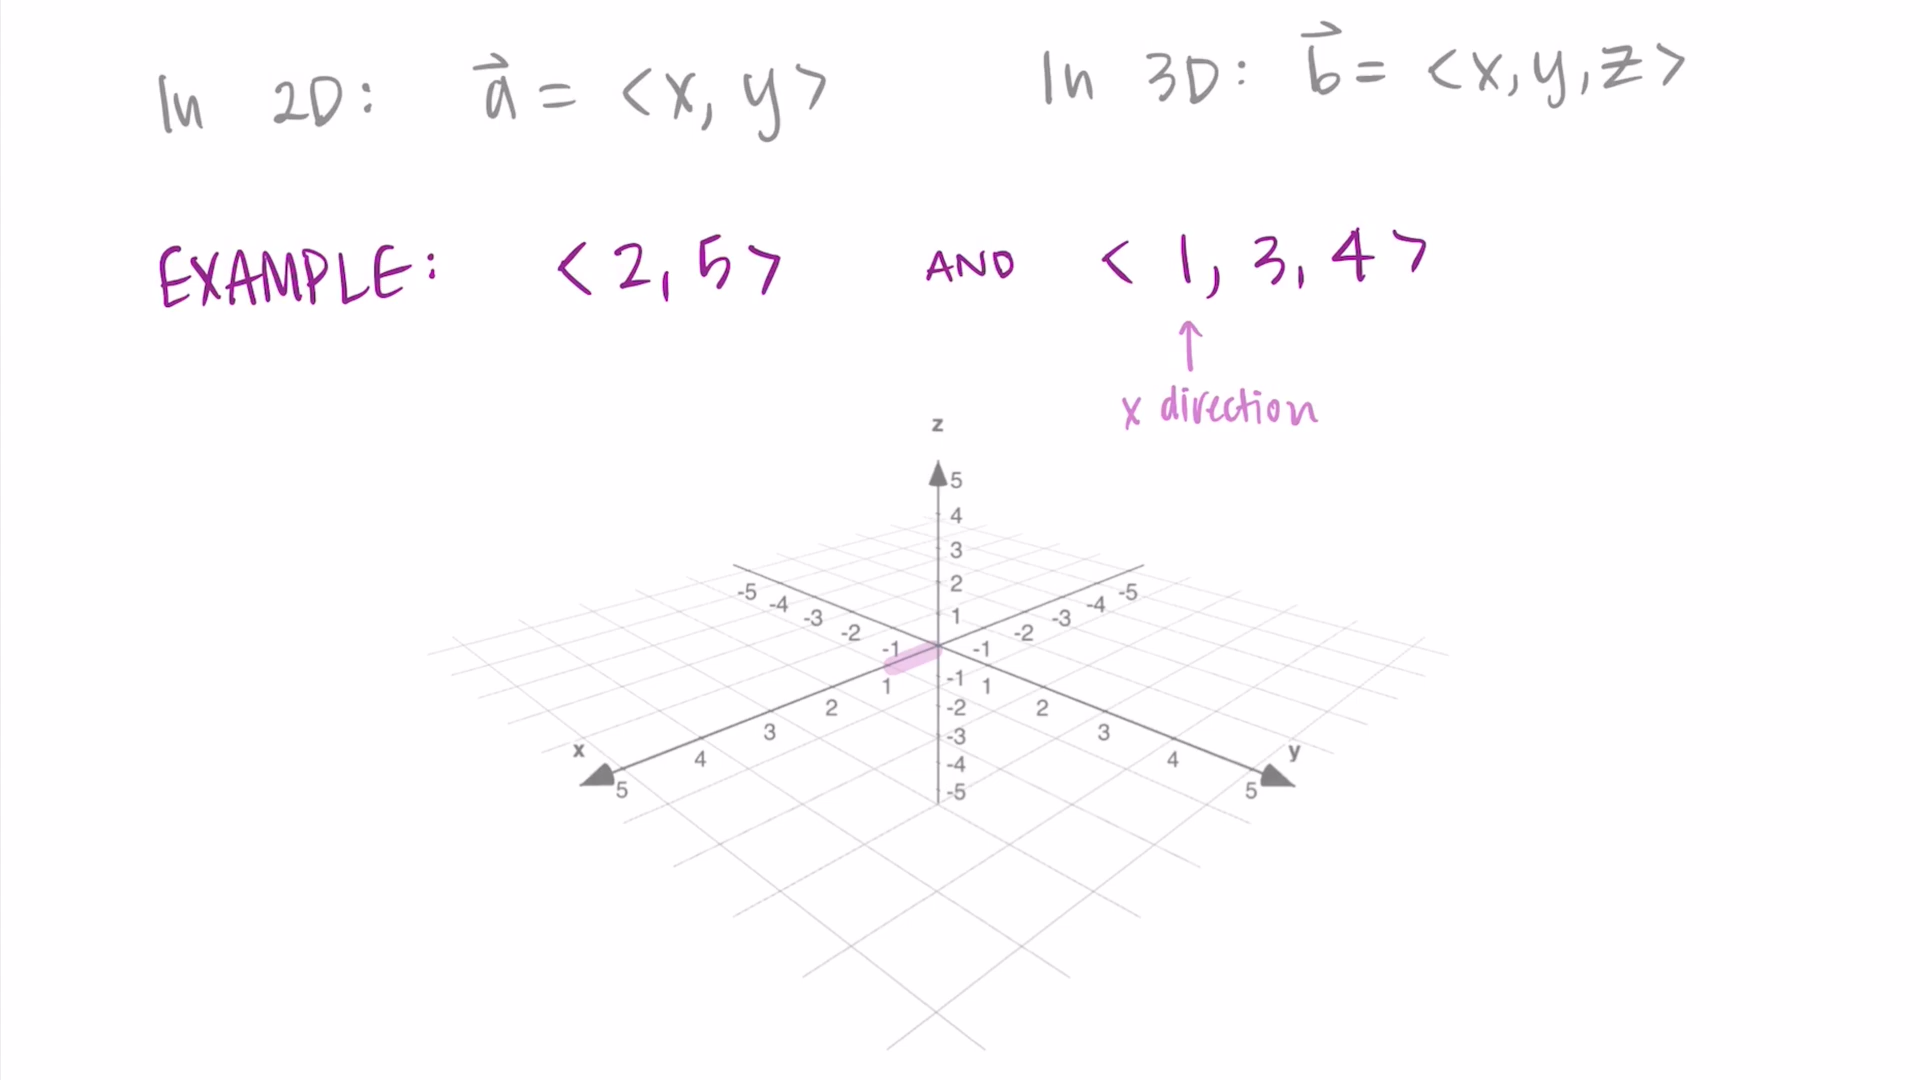 In 2D: a⃗ = <x, y> In 3D: b⃗ = <x, y, z>
EXAMPLE: <2, 5> AND <1, 3, 4>
↑
x direction
z
5
4
3
2
1
-5 -4 -3 -2 -1
-5 -4 -3 -2 -1
-1
-2
-3
-4
-5
1 2 3 4 5
x
1 2 3 4 5
y